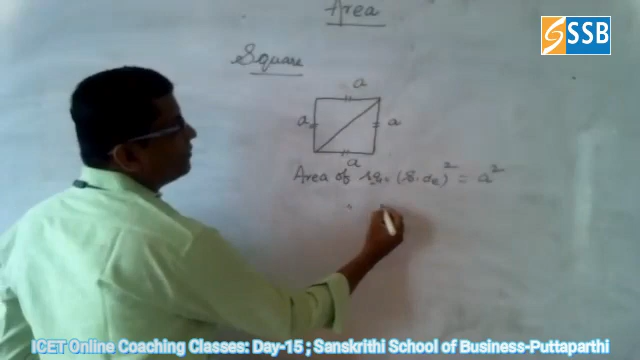 Area
SSB
Square
a
a
a
a
Area of sq. (side)² = a²
ICET Online Coaching Classes: Day-15 ; Sanskrithi School of Business-Puttaparthi